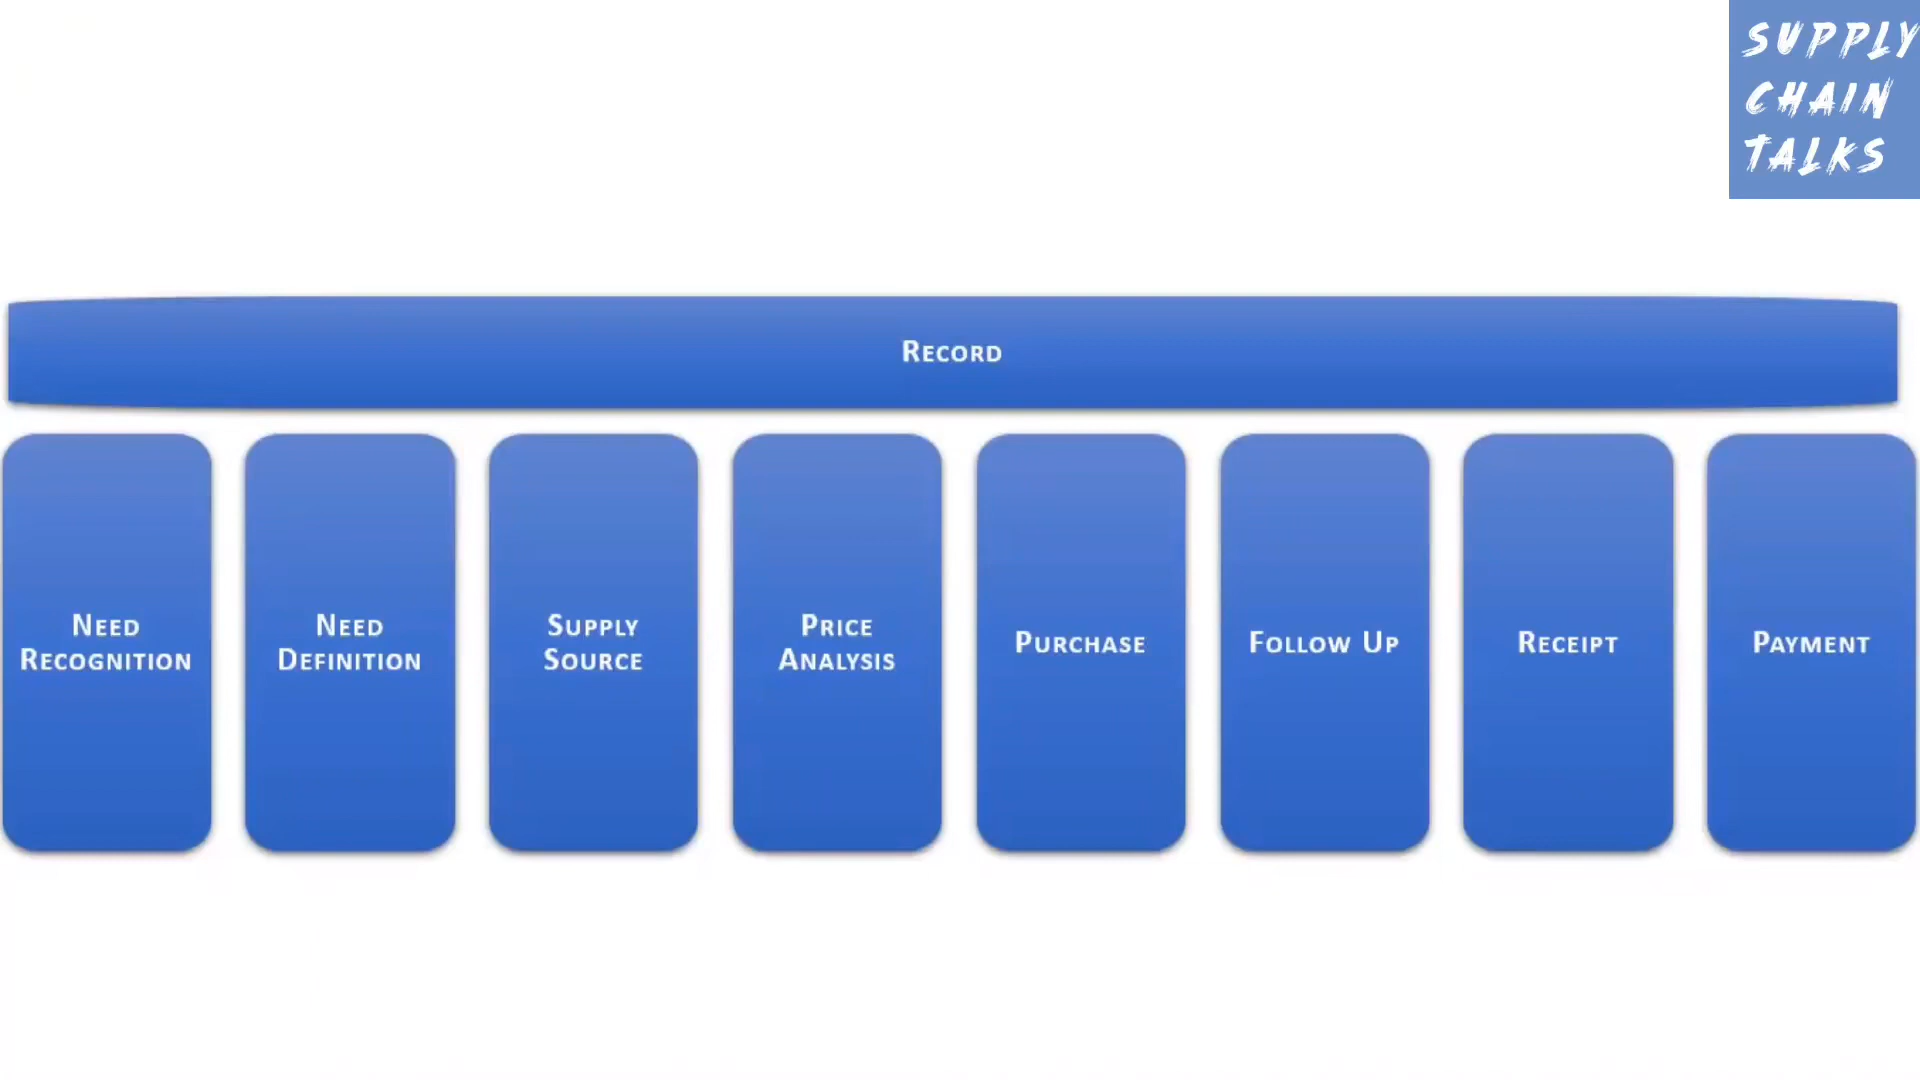 SUPPLY
CHAIN
TALKS
RECORD
NEED
RECOGNITION
NEED
DEFINITION
SUPPLY
SOURCE
PRICE
ANALYSIS
PURCHASE
FOLLOW UP
RECEIPT
PAYMENT